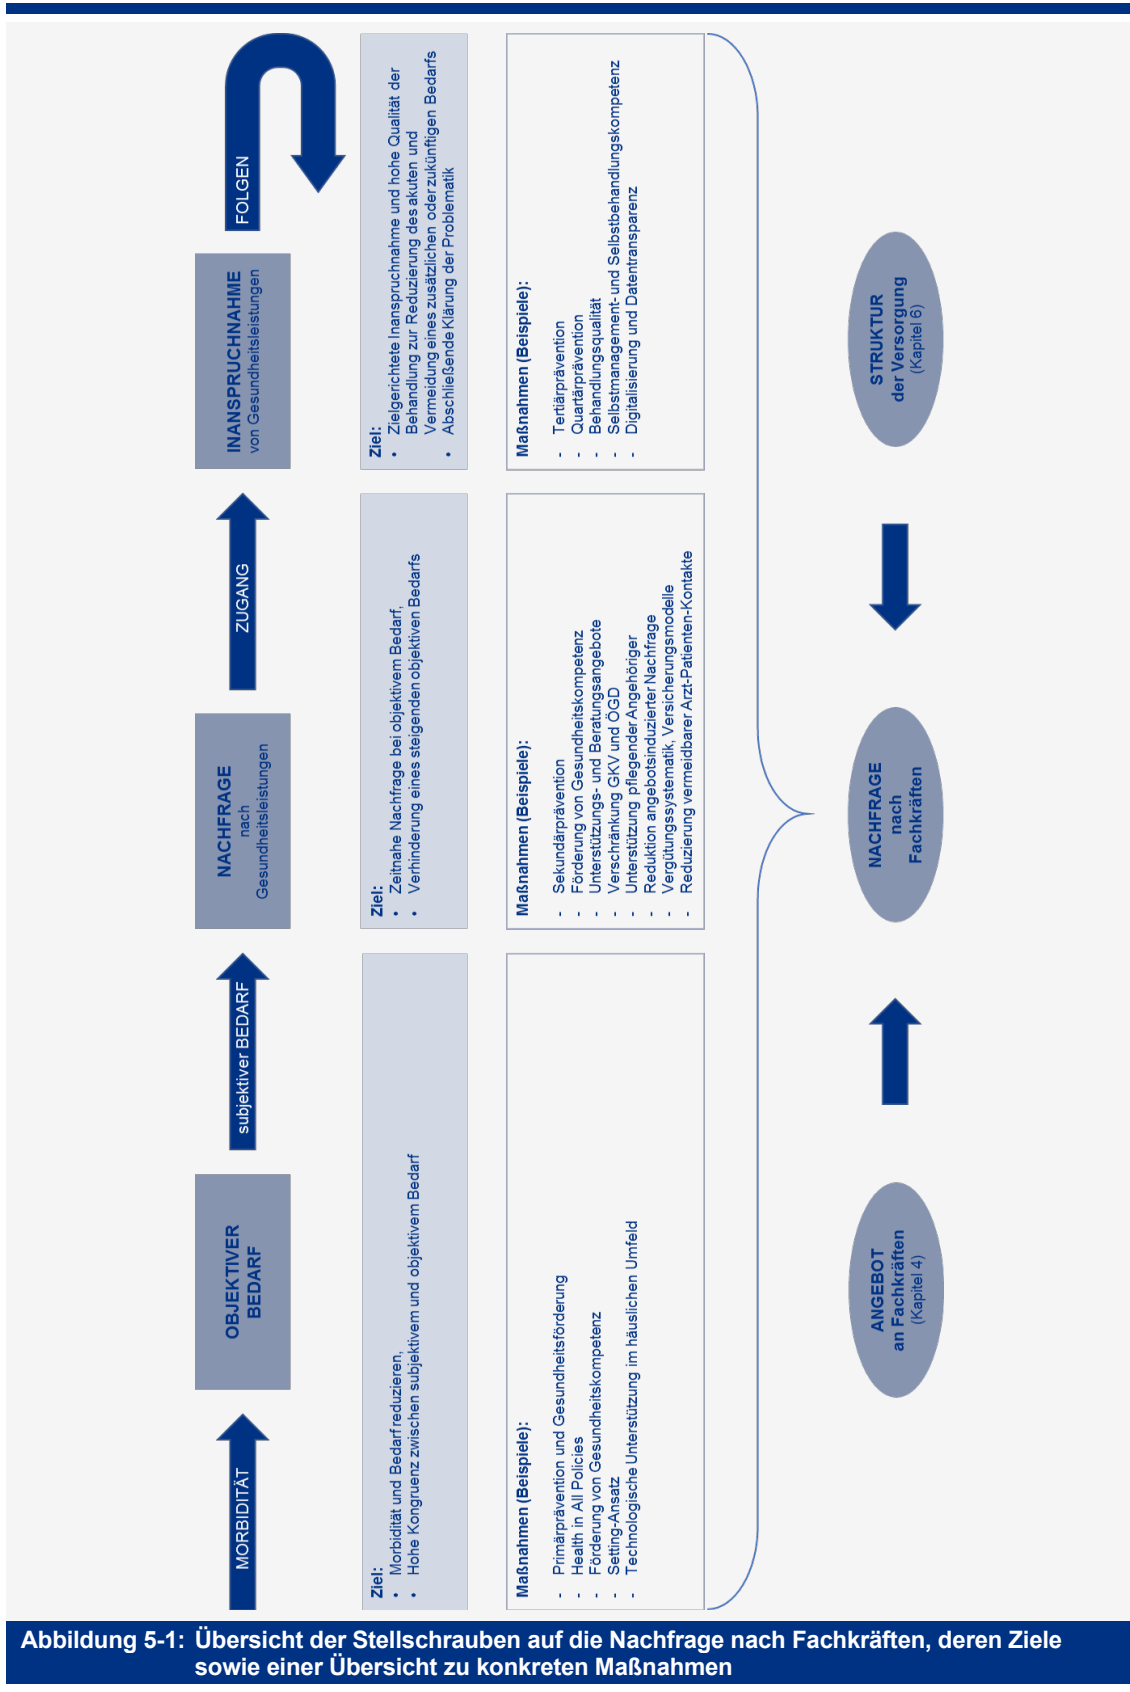 MORBIDITÄT
OBJEKTIVER
BEDARF
subjektiver BEDARF
NACHFRAGE
nach
Gesundheitsleistungen
ZUGANG
INANSPRUCHNAHME
von Gesundheitsleistungen
FOLGEN
Ziel:
• Morbidität und Bedarf reduzieren,
• Hohe Kongruenz zwischen subjektivem und objektivem Bedarf
Ziel:
• Zeitnahe Nachfrage bei objektivem Bedarf,
• Verhinderung eines steigenden objektiven Bedarfs
Ziel:
• Zielgerichtete Inanspruchnahme und hohe Qualität der
Behandlung zur Reduzierung des akuten und
Vermeidung eines zusätzlichen oder zukünftigen Bedarfs
• Abschließende Klärung der Problematik
Maßnahmen (Beispiele):
- Primärprävention und Gesundheitsförderung
- Health in All Policies
- Förderung von Gesundheitskompetenz
- Setting-Ansatz
- Technologische Unterstützung im häuslichen Umfeld
Maßnahmen (Beispiele):
- Sekundärprävention
- Förderung von Gesundheitskompetenz
- Unterstützungs- und Beratungsangebote
- Verschränkung GKV und ÖGD
- Unterstützung pflegender Angehöriger
- Reduktion angebotsinduzierter Nachfrage
- Vergütungssystematik, Versicherungsmodelle
- Reduzierung vermeidbarer Arzt-Patienten-Kontakte
Maßnahmen (Beispiele):
- Tertiärprävention
- Quartärprävention
- Behandlungsqualität
- Selbstmanagement- und Selbstbehandlungskompetenz
- Digitalisierung und Datentransparenz
ANGEBOT
an Fachkräften
(Kapitel 4)
NACHFRAGE
nach
Fachkräften
STRUKTUR
der Versorgung
(Kapitel 6)
Abbildung 5-1: Übersicht der Stellschrauben auf die Nachfrage nach Fachkräften, deren Ziele
sowie einer Übersicht zu konkreten Maßnahmen